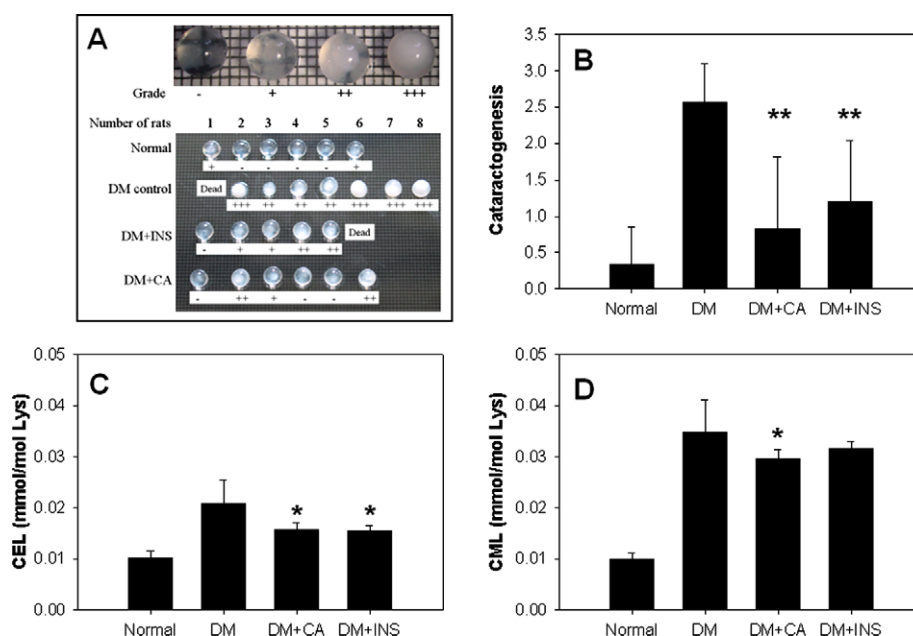 A
Grade - + ++ +++
Number of rats 1 2 3 4 5 6 7 8
Normal
+ - - - - +
DM control Dead
+++ ++ ++ ++ +++ +++ +++
DM+INS Dead
- + + ++ ++
DM+CA
- ++ + - - ++
B
Cataractogenesis
3.5
3.0
2.5
2.0
1.5
1.0
0.5
0.0
** **
Normal DM DM+CA DM+INS
C
CEL (mmol/mol Lys)
0.05
0.04
0.03
0.02
0.01
0.00
* *
Normal DM DM+CA DM+INS
D
CML (mmol/mol Lys)
0.05
0.04
0.03
0.02
0.01
0.00
*
Normal DM DM+CA DM+INS